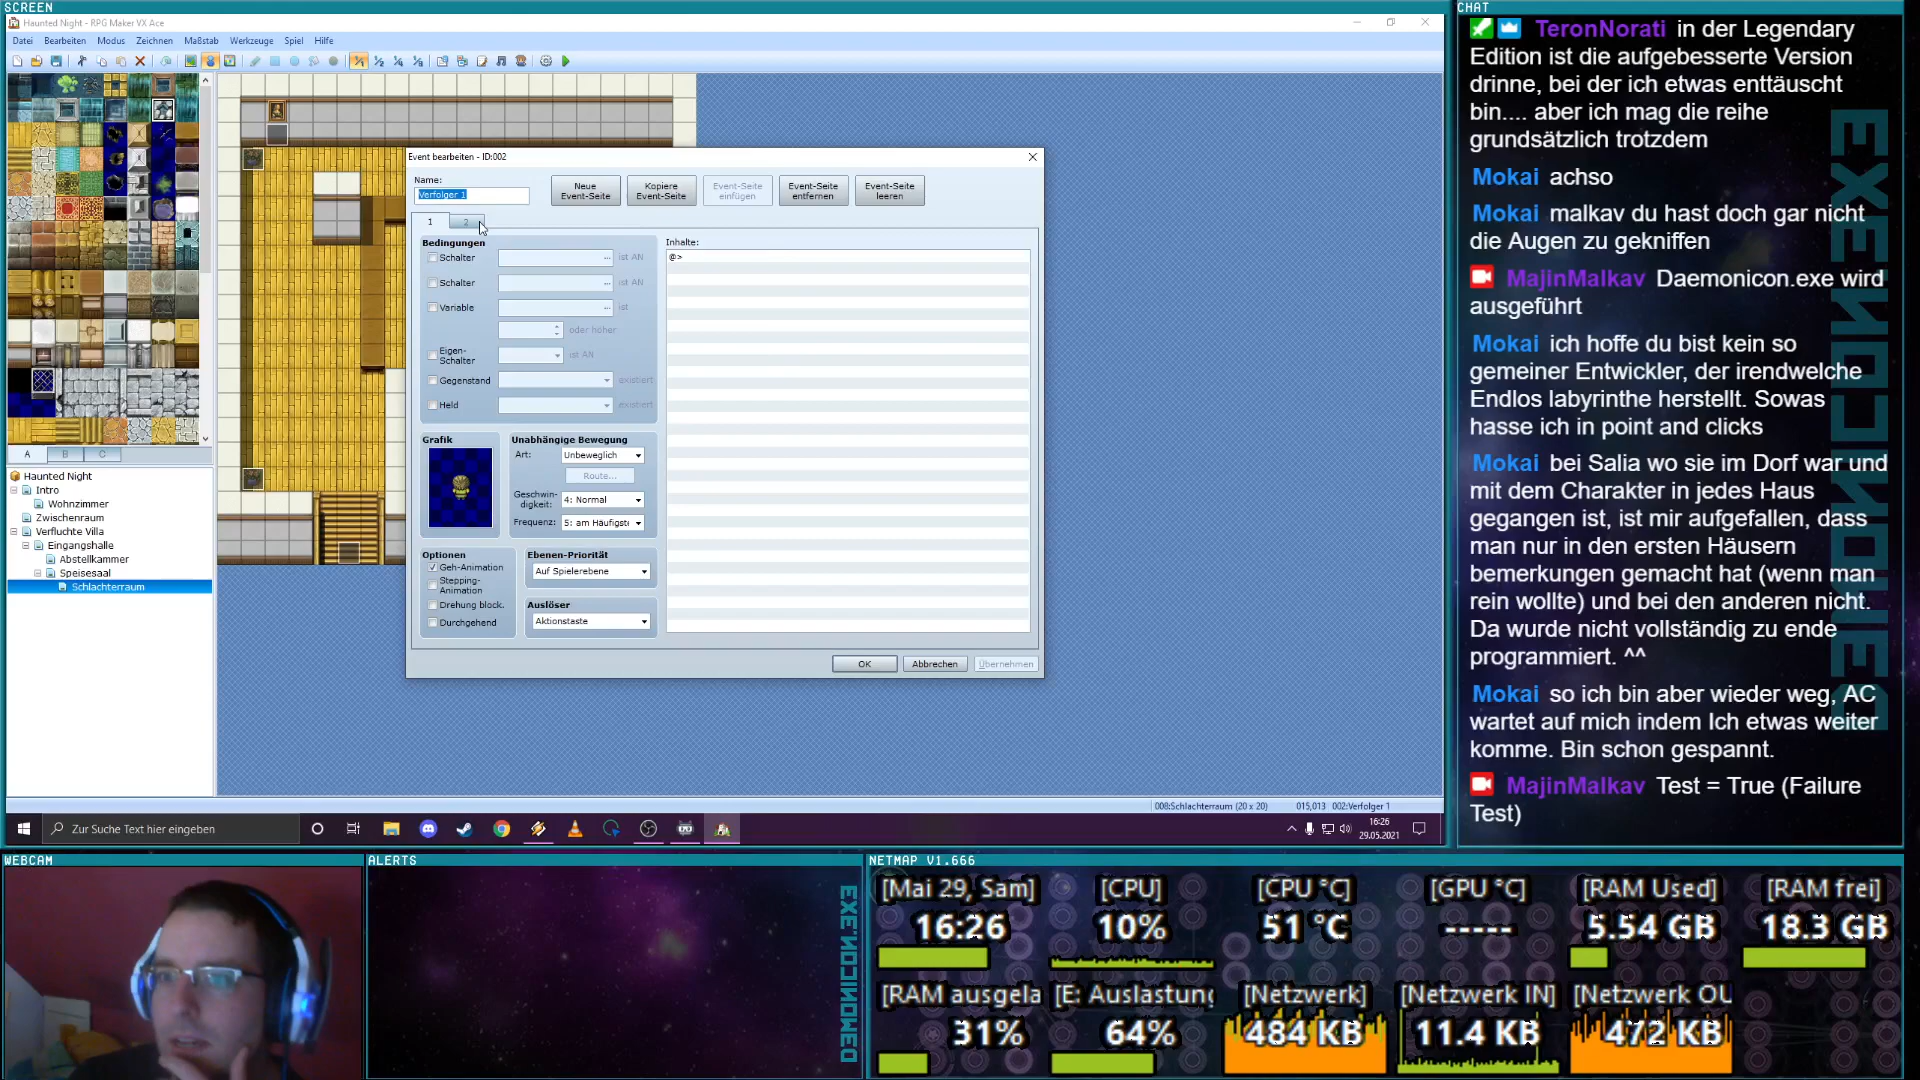 SCREEN
Haunted Night - RPG Maker VX Ace
Datei Bearbeiten Modus Zeichnen Maßstab Werkzeuge Spiel Hilfe
A B C
Haunted Night
Intro
Wohnzimmer
Zwischenraum
Verfluchte Villa
Eingangshalle
Abstellkammer
Speisesaal
Schlachterraum
Event bearbeiten - ID:002
Name:
Verfolger 1
Neue Event-Seite
Kopiere Event-Seite
Event-Seite einfügen
Event-Seite entfernen
Event-Seite leeren
1 2
Bedingungen
Schalter ... ist AN
Schalter ... ist AN
Variable ... ist
oder höher
Eigen-Schalter ist AN
Gegenstand existiert
Held existiert
Grafik
Unabhängige Bewegung
Art: Unbeweglich
Route...
Geschwin-digkeit: 4: Normal
Frequenz: 5: am Häufigste
Optionen
Geh-Animation
Stepping-Animation
Drehung block.
Durchgehend
Ebenen-Priorität
Auf Spielerebene
Auslöser
Aktionstaste
Inhalte:
@>
OK Abbrechen Übernehmen
008:Schlachterraum (20 x 20) 015,013 002:Verfolger 1
Zur Suche Text hier eingeben
16:26
29.05.2021
CHAT
TeronNorati in der Legendary
Edition ist die aufgebesserte Version
drinne, bei der ich etwas enttäuscht
bin.... aber ich mag die reihe
grundsätzlich trotzdem
Mokai achso
Mokai malkav du hast doch gar nicht
die Augen zu gekniffen
MajinMalkav Daemonicon.exe wird
ausgeführt
Mokai ich hoffe du bist kein so
gemeiner Entwickler, der irendwelche
Endlos labyrinthe herstellt. Sowas
hasse ich in point and clicks
Mokai bei Salia wo sie im Dorf war und
mit dem Charakter in jedes Haus
gegangen ist, ist mir aufgefallen, dass
man nur in den ersten Häusern
bemerkungen gemacht hat (wenn man
rein wollte) und bei den anderen nicht.
Da wurde nicht vollständig zu ende
programmiert. ^^
Mokai so ich bin aber wieder weg, AC
wartet auf mich indem Ich etwas weiter
komme. Bin schon gespannt.
MajinMalkav Test = True (Failure
Test)
WEBCAM
ALERTS
NETMAP V1.666
[Mai 29, Sam] [CPU] [CPU °C] [GPU °C] [RAM Used] [RAM frei]
16:26 10% 51 °C ----- 5.54 GB 18.3 GB
[RAM ausgela [E: Auslastung [Netzwerk] [Netzwerk IN] [Netzwerk OU
31% 64% 484 KB 11.4 KB 472 KB